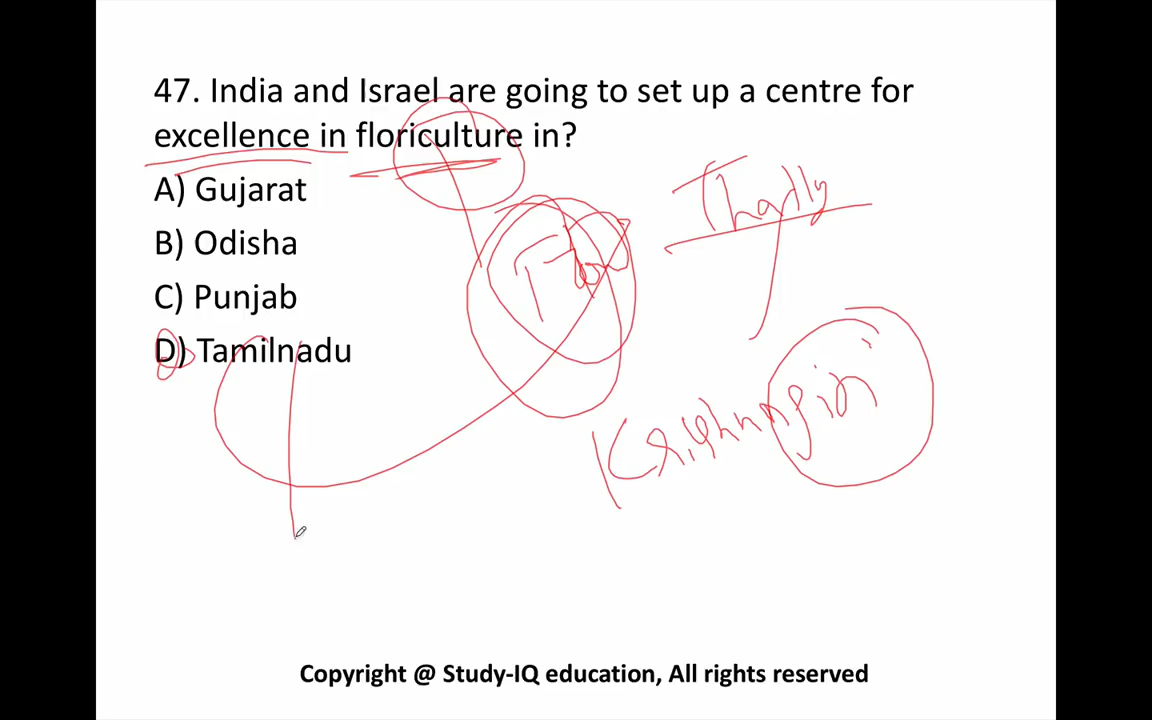 47. India and Israel are going to set up a centre for
excellence in floriculture in?
A) Gujarat
B) Odisha
C) Punjab
D) Tamilnadu
Copyright @ Study-IQ education, All rights reserved